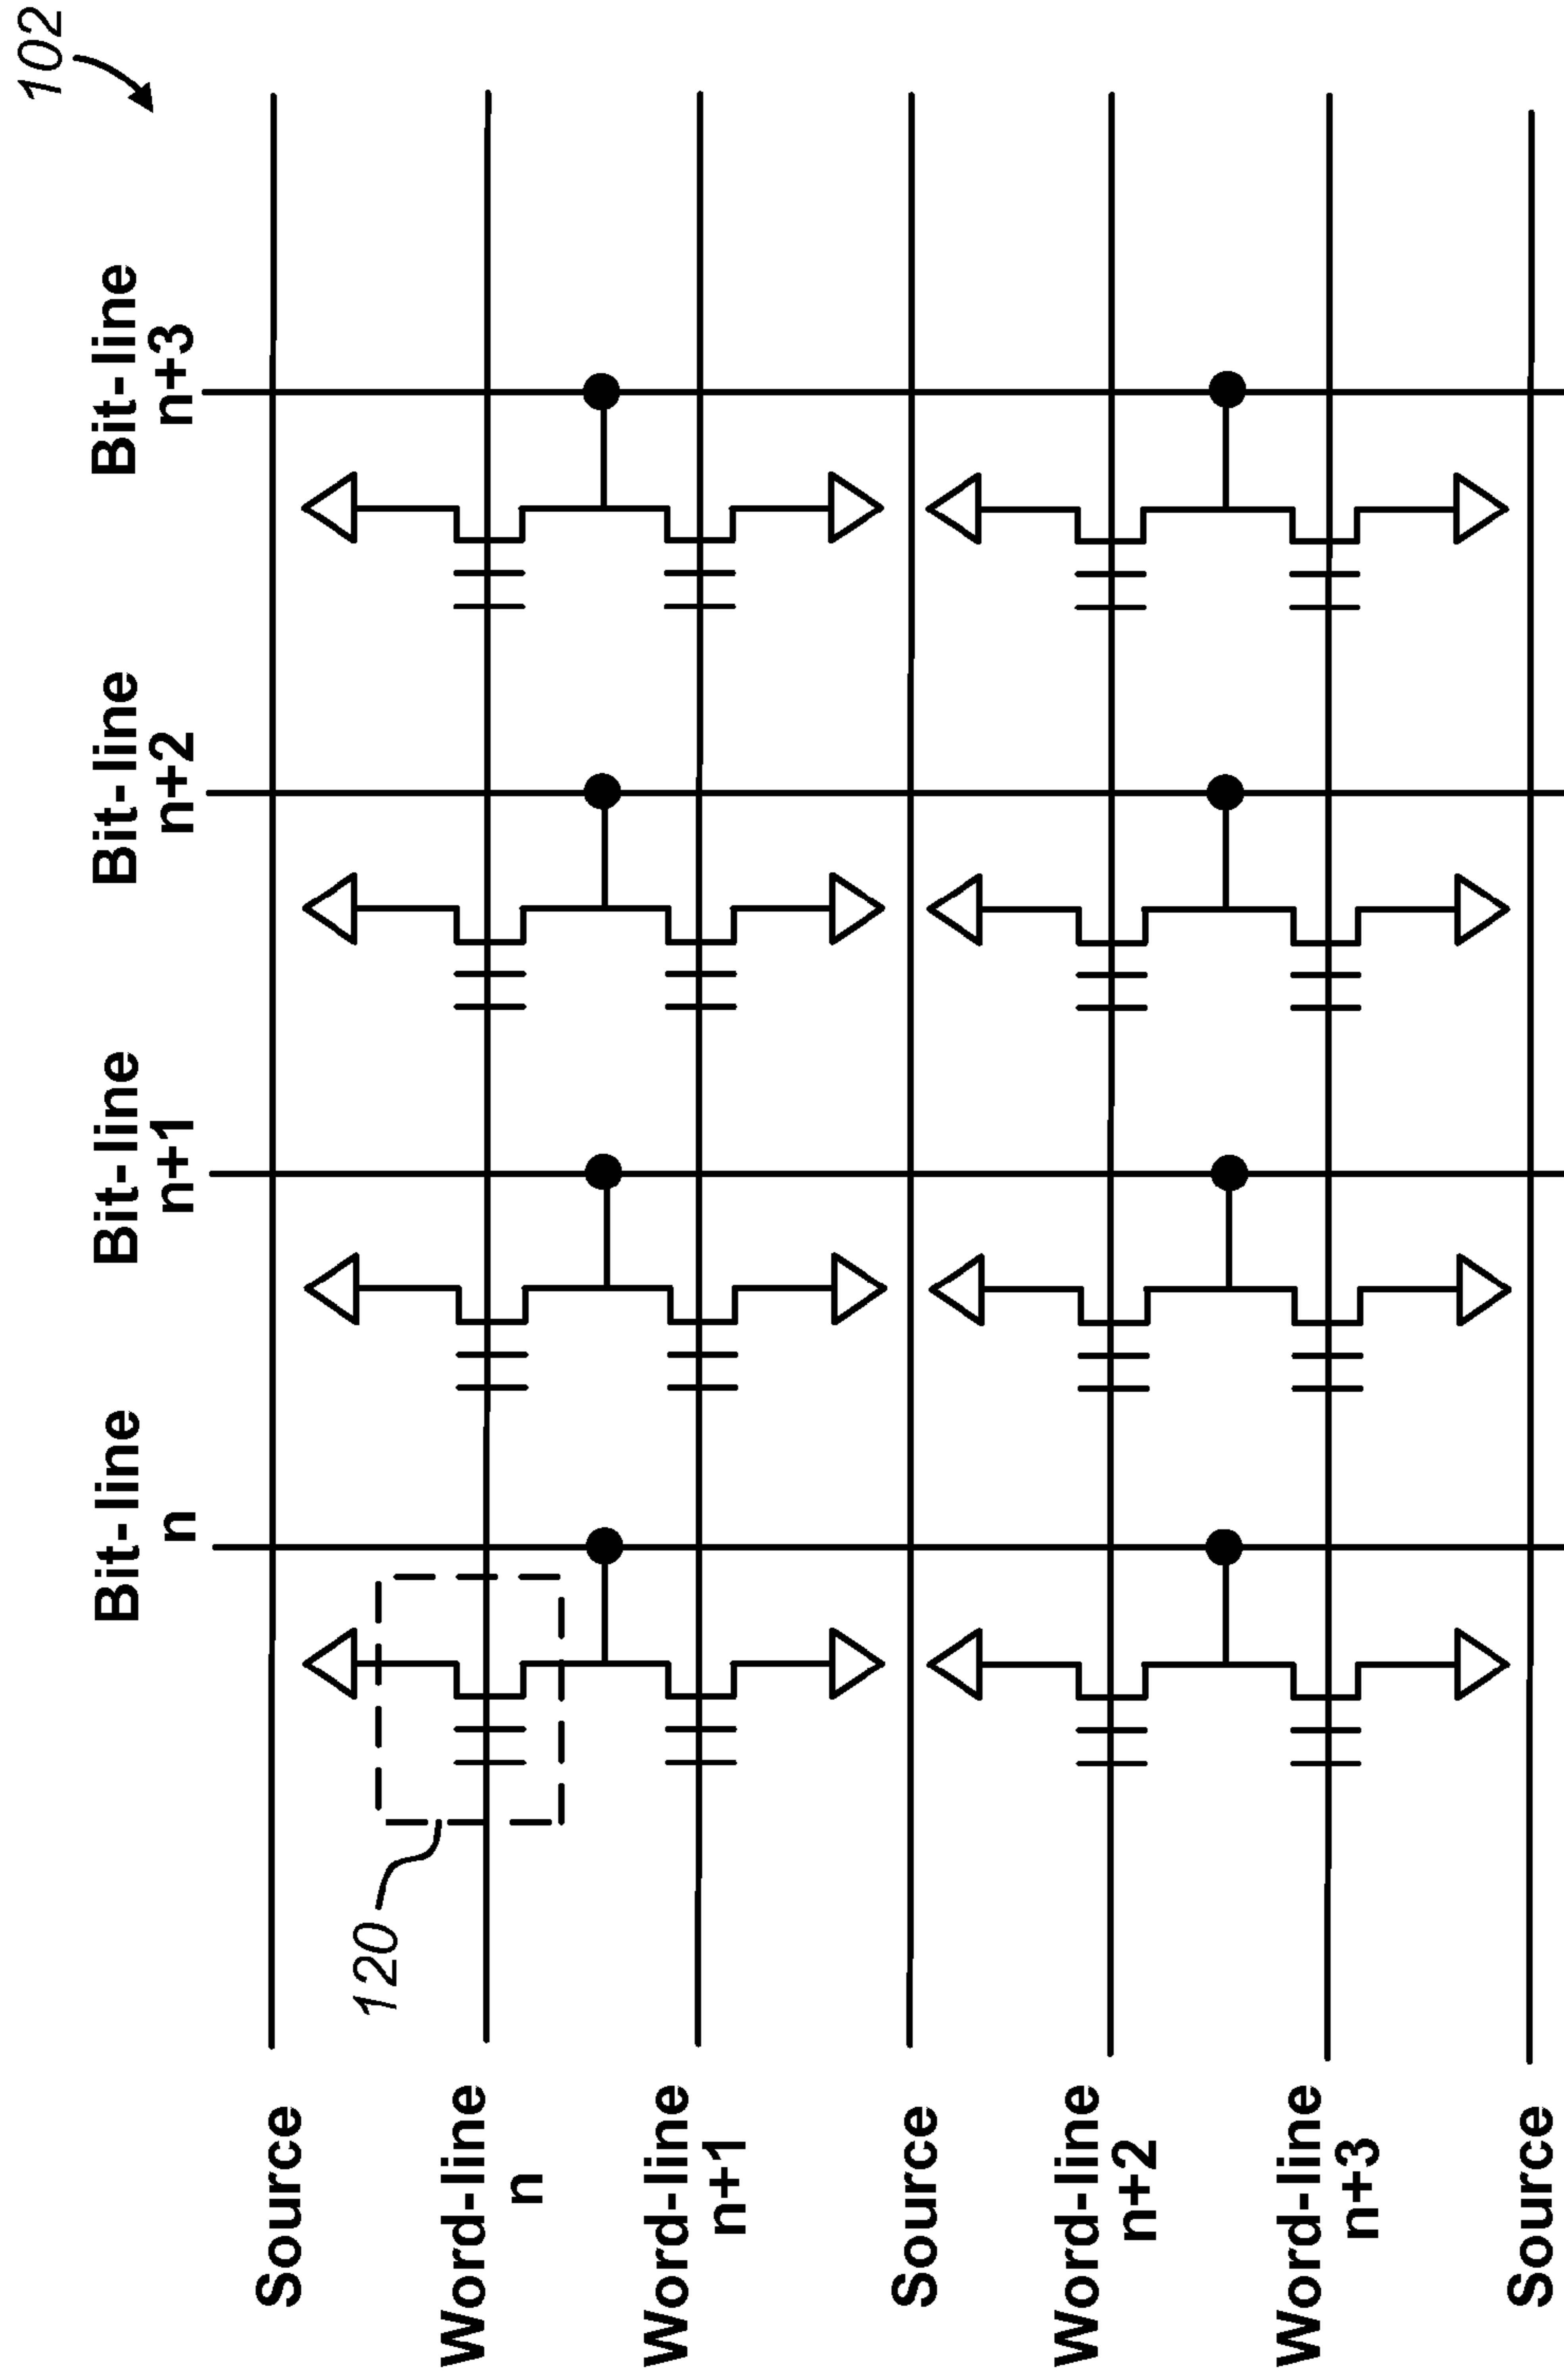 102
Bit-line
n
Bit-line
n+1
Bit-line
n+2
Bit-line
n+3
120
Source
Word-line
n
Word-line
n+1
Source
Word-line
n+2
Word-line
n+3
Source